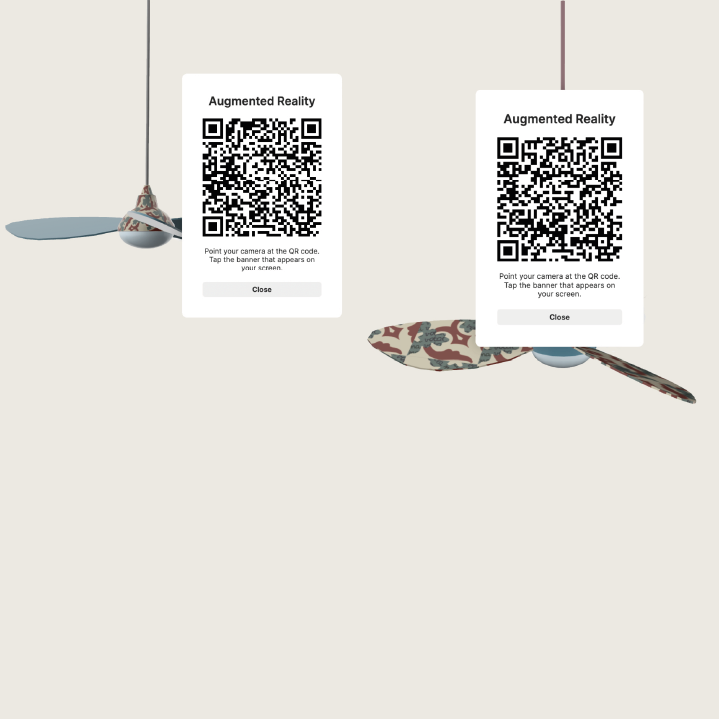 Augmented Reality
Point your camera at the QR code.
Tap the banner that appears on
your screen.
Close
Augmented Reality
Point your camera at the QR code.
Tap the banner that appears on
your screen.
Close